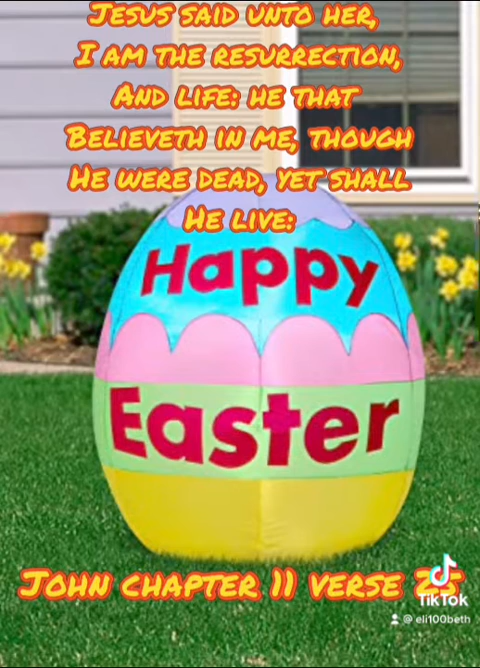 Jesus said unto her,
I am the resurrection,
And life: he that
Believeth in me, though
He were dead, yet shall
He live:
Happy
Easter
John chapter 11 verse 25
TikTok
@eli100beth